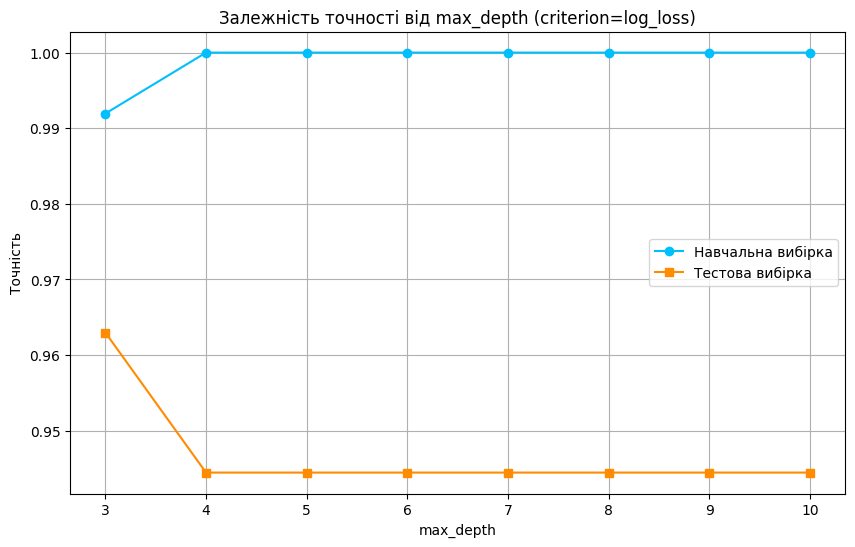 Залежність точності від max_depth (criterion=log_loss)
1.00
0.99
0.98
0.97
0.96
0.95
Точність
Навчальна вибірка
Тестова вибірка
3 4 5 6 7 8 9 10
max_depth